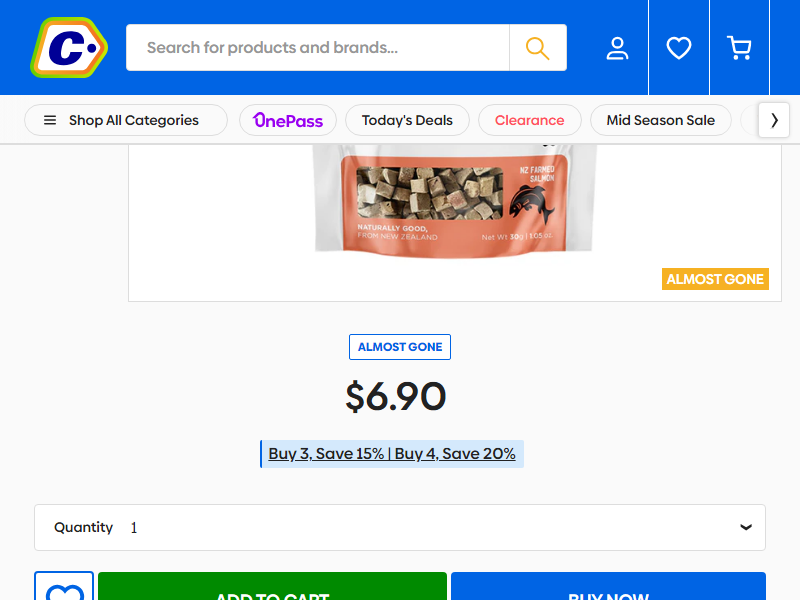 C
Search for products and brands...
Shop All Categories
OnePass
Today's Deals
Clearance
Mid Season Sale
NZ FARMED
SALMON
NATURALLY GOOD,
FROM NEW ZEALAND
Net Wt 30g | 1.05 oz
ALMOST GONE
ALMOST GONE
$6.90
Buy 3, Save 15% | Buy 4, Save 20%
Quantity 1
ADD TO CART
BUY NOW